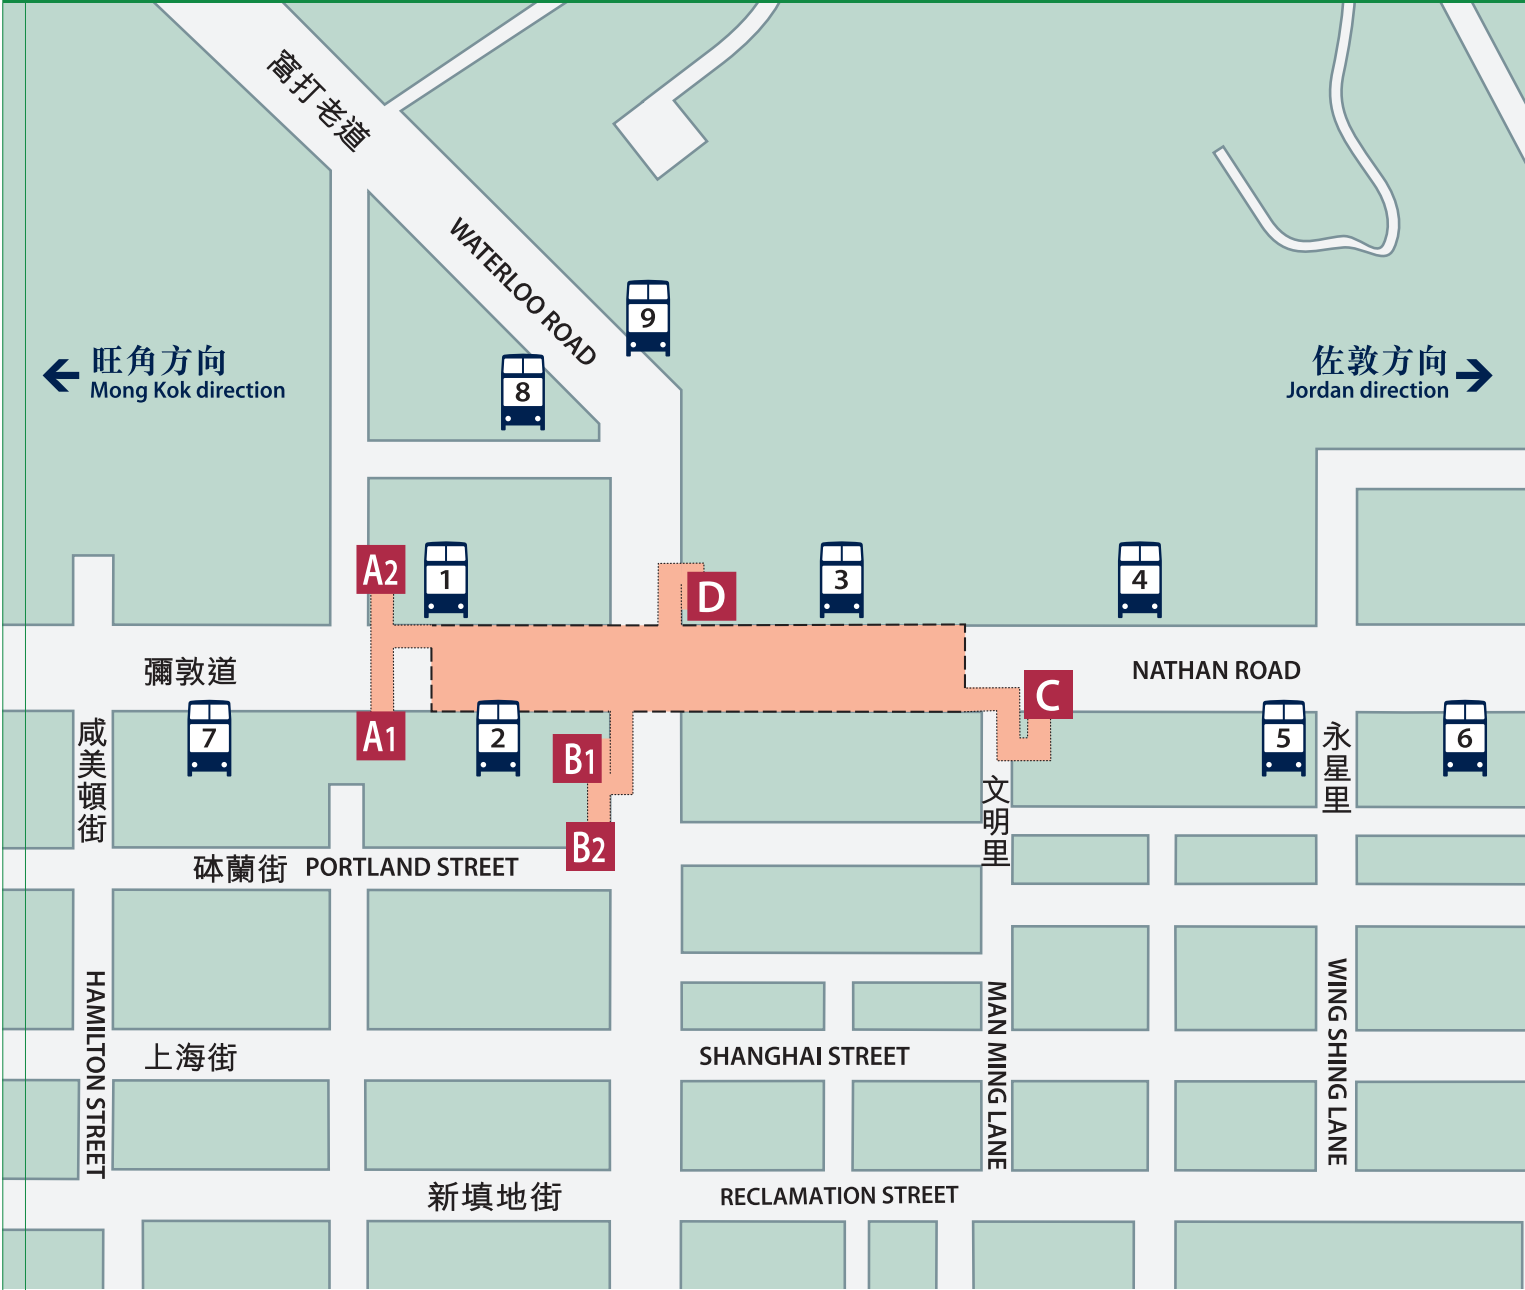 窩打老道
WATERLOO ROAD
9
旺角方向
Mong Kok direction
佐敦方向
Jordan direction
8
A2
1
D
3
4
彌敦道
NATHAN ROAD
C
7
A1
2
B1
5
6
咸美頓街
永星里
文明里
B2
砵蘭街 PORTLAND STREET
HAMILTON STREET
MAN MING LANE
WING SHING LANE
上海街
SHANGHAI STREET
新填地街
RECLAMATION STREET